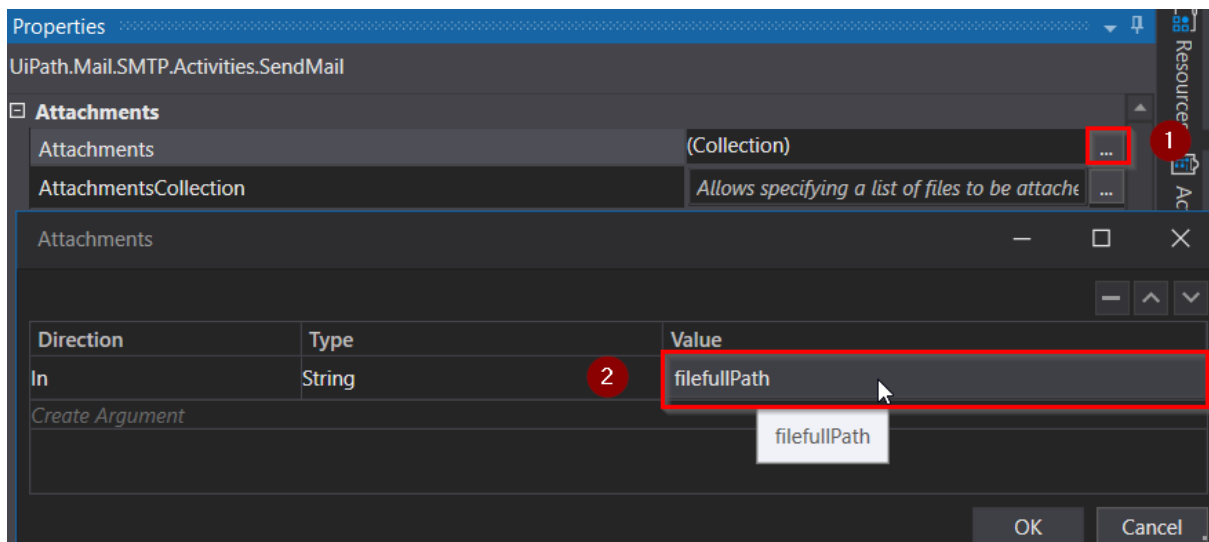 Properties
UiPath.Mail.SMTP.Activities.SendMail
Attachments
Attachments (Collection) ... 1
AttachmentsCollection Allows specifying a list of files to be attache ...
Resources
Ac
Attachments
Direction Type Value
In String 2 filefullPath
Create Argument
filefullPath
OK Cancel